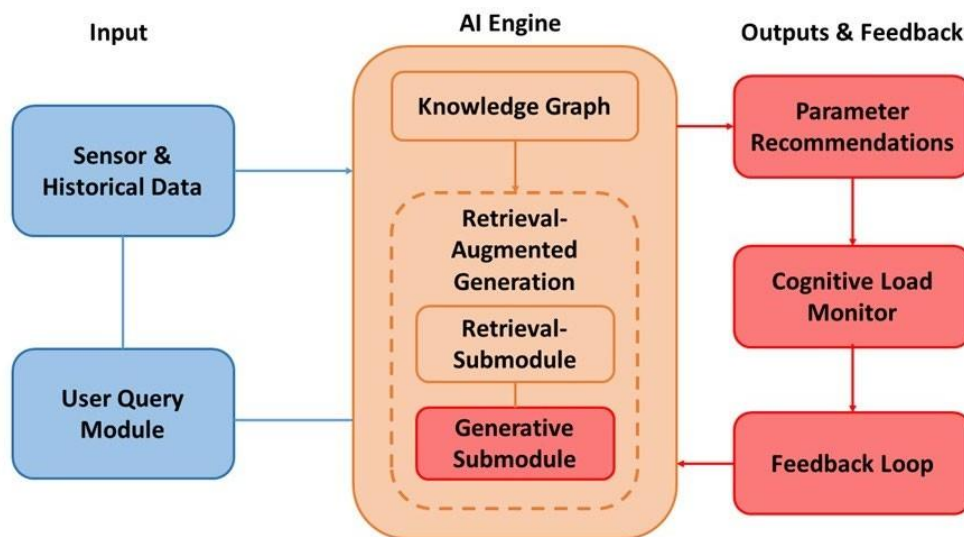 Input
AI Engine
Outputs & Feedback
Sensor &
Historical Data
User Query
Module
Knowledge Graph
Retrieval-
Augmented
Generation
Retrieval-
Submodule
Generative
Submodule
Parameter
Recommendations
Cognitive Load
Monitor
Feedback Loop